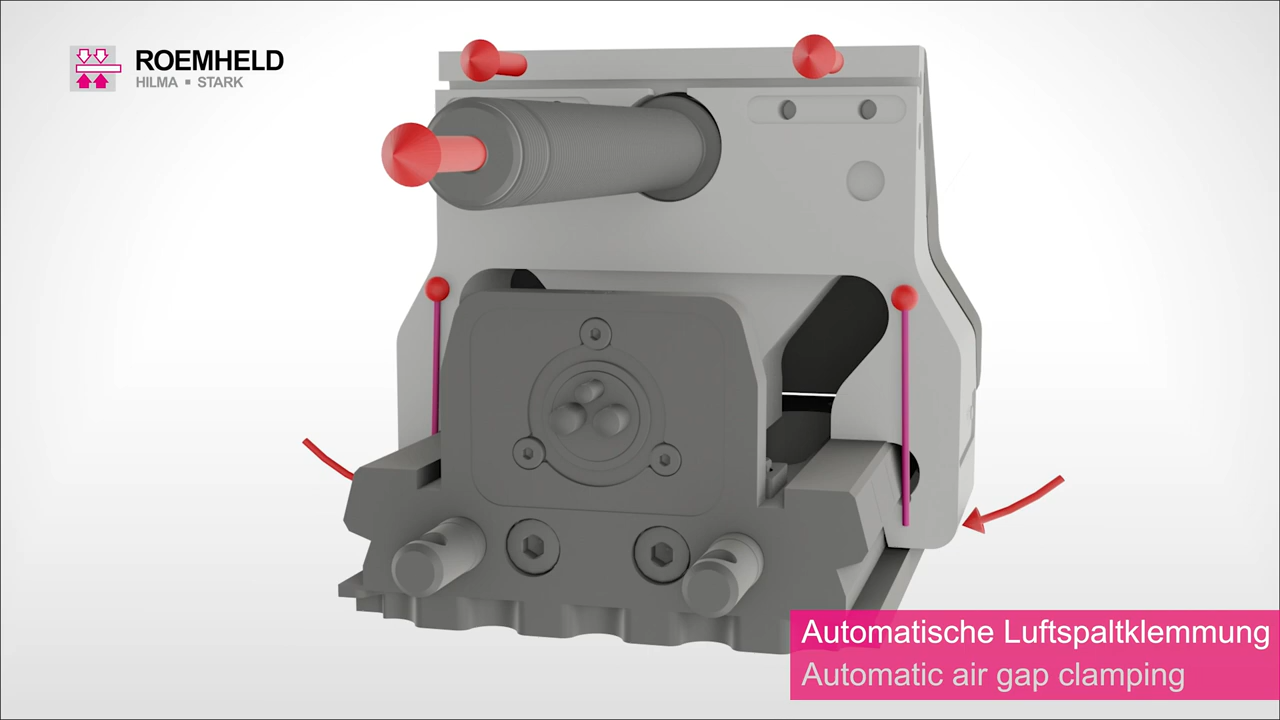 ROEMHELD
HILMA ▪ STARK
Automatische Luftspaltklemmung
Automatic air gap clamping